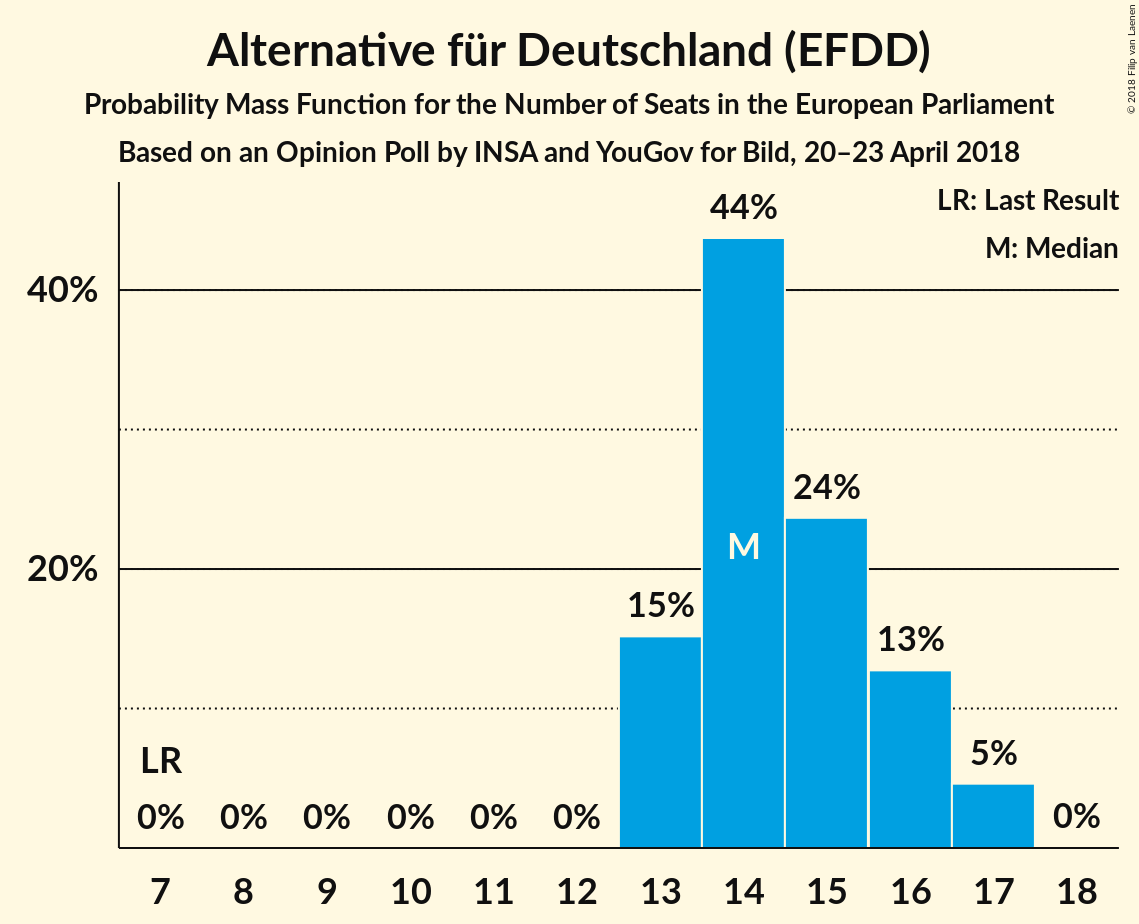 Alternative für Deutschland (EFDD)
Probability Mass Function for the Number of Seats in the European Parliament
Based on an Opinion Poll by INSA and YouGov for Bild, 20–23 April 2018
© 2018 Filip van Laenen
LR: Last Result
M: Median
44%
40%
24%
M
20%
15%
13%
5%
LR
0% 0% 0% 0% 0% 0% 0%
7 8 9 10 11 12 13 14 15 16 17 18